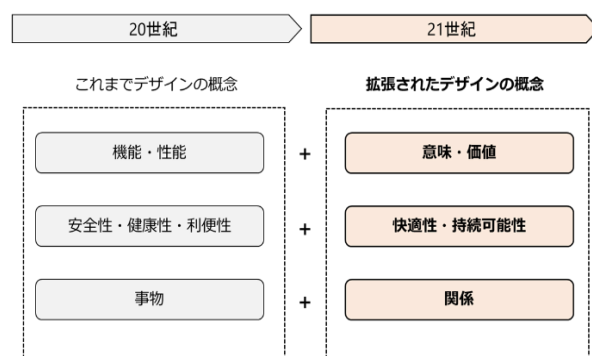 20世紀
21世紀
これまでデザインの概念
拡張されたデザインの概念
機能・性能
+
意味・価値
安全性・健康性・利便性
+
快適性・持続可能性
事物
+
関係